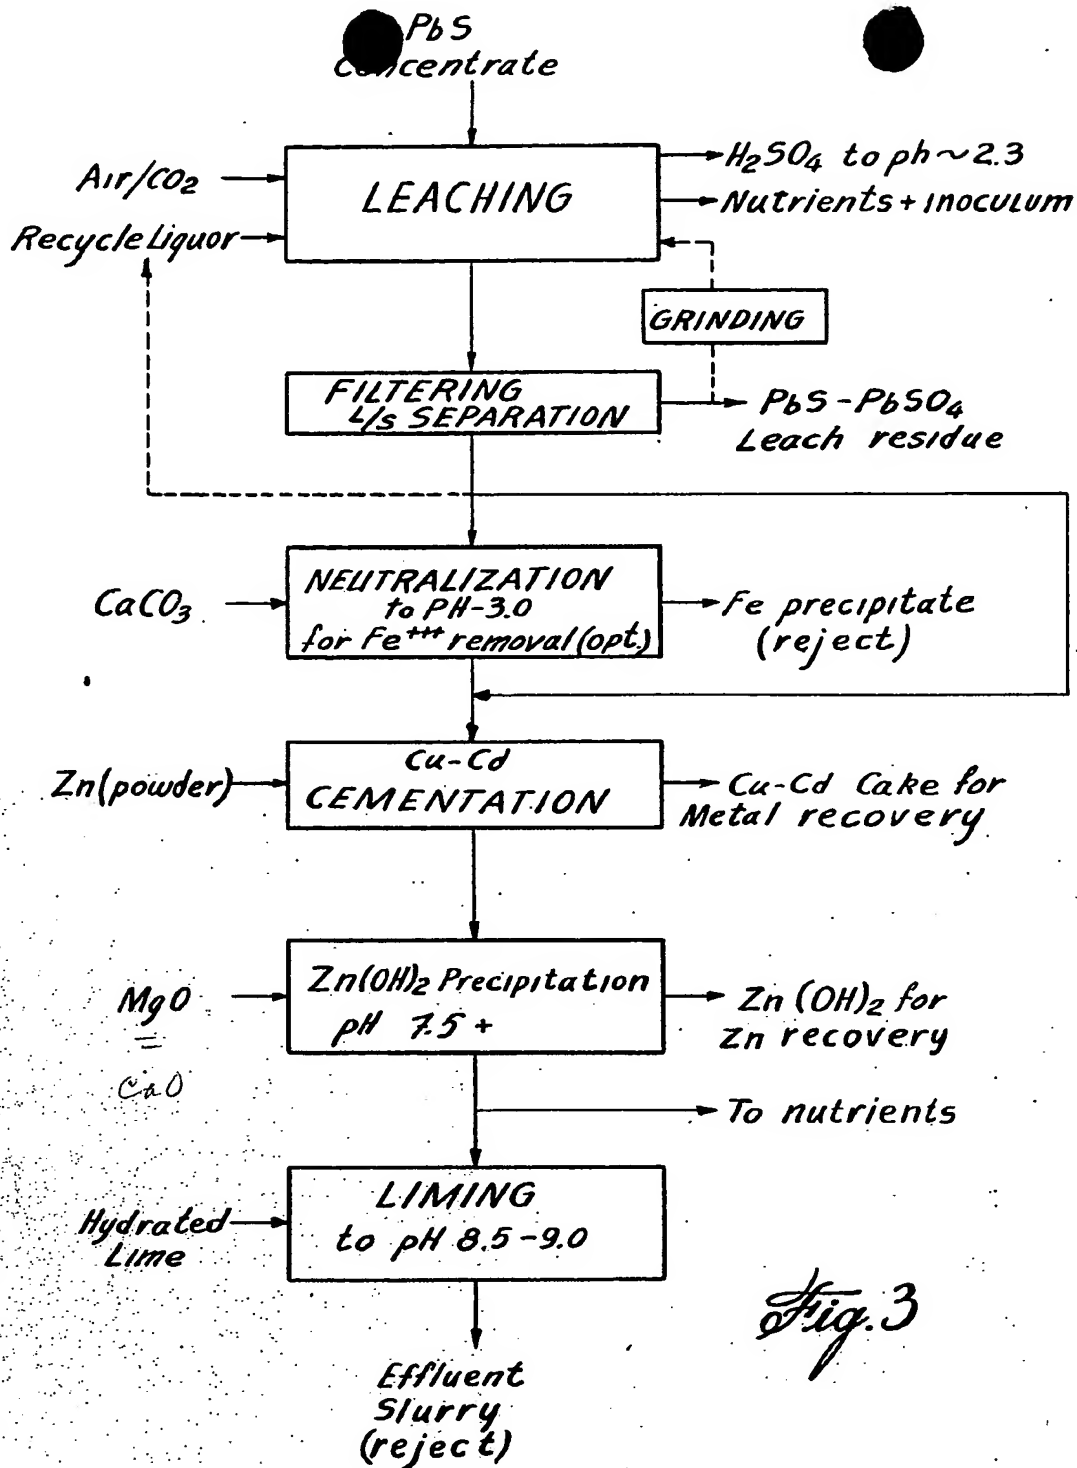 PbS
Concentrate
Air/CO2
Recycle Liquor
LEACHING
H2SO4 to ph~2.3
Nutrients + inoculum
GRINDING
FILTERING
L/s SEPARATION
PbS-PbSO4
Leach residue
CaCO3
NEUTRALIZATION
to PH-3.0
for Fe+++ removal (opt.)
Fe precipitate
(reject)
Zn(powder)
Cu-Cd
CEMENTATION
Cu-Cd Cake for
Metal recovery
MgO
=
CaO
Zn(OH)2 Precipitation
pH 7.5 +
Zn (OH)2 for
Zn recovery
To nutrients
Hydrated
Lime
LIMING
to pH 8.5-9.0
Effluent
Slurry
(reject)
Fig. 3